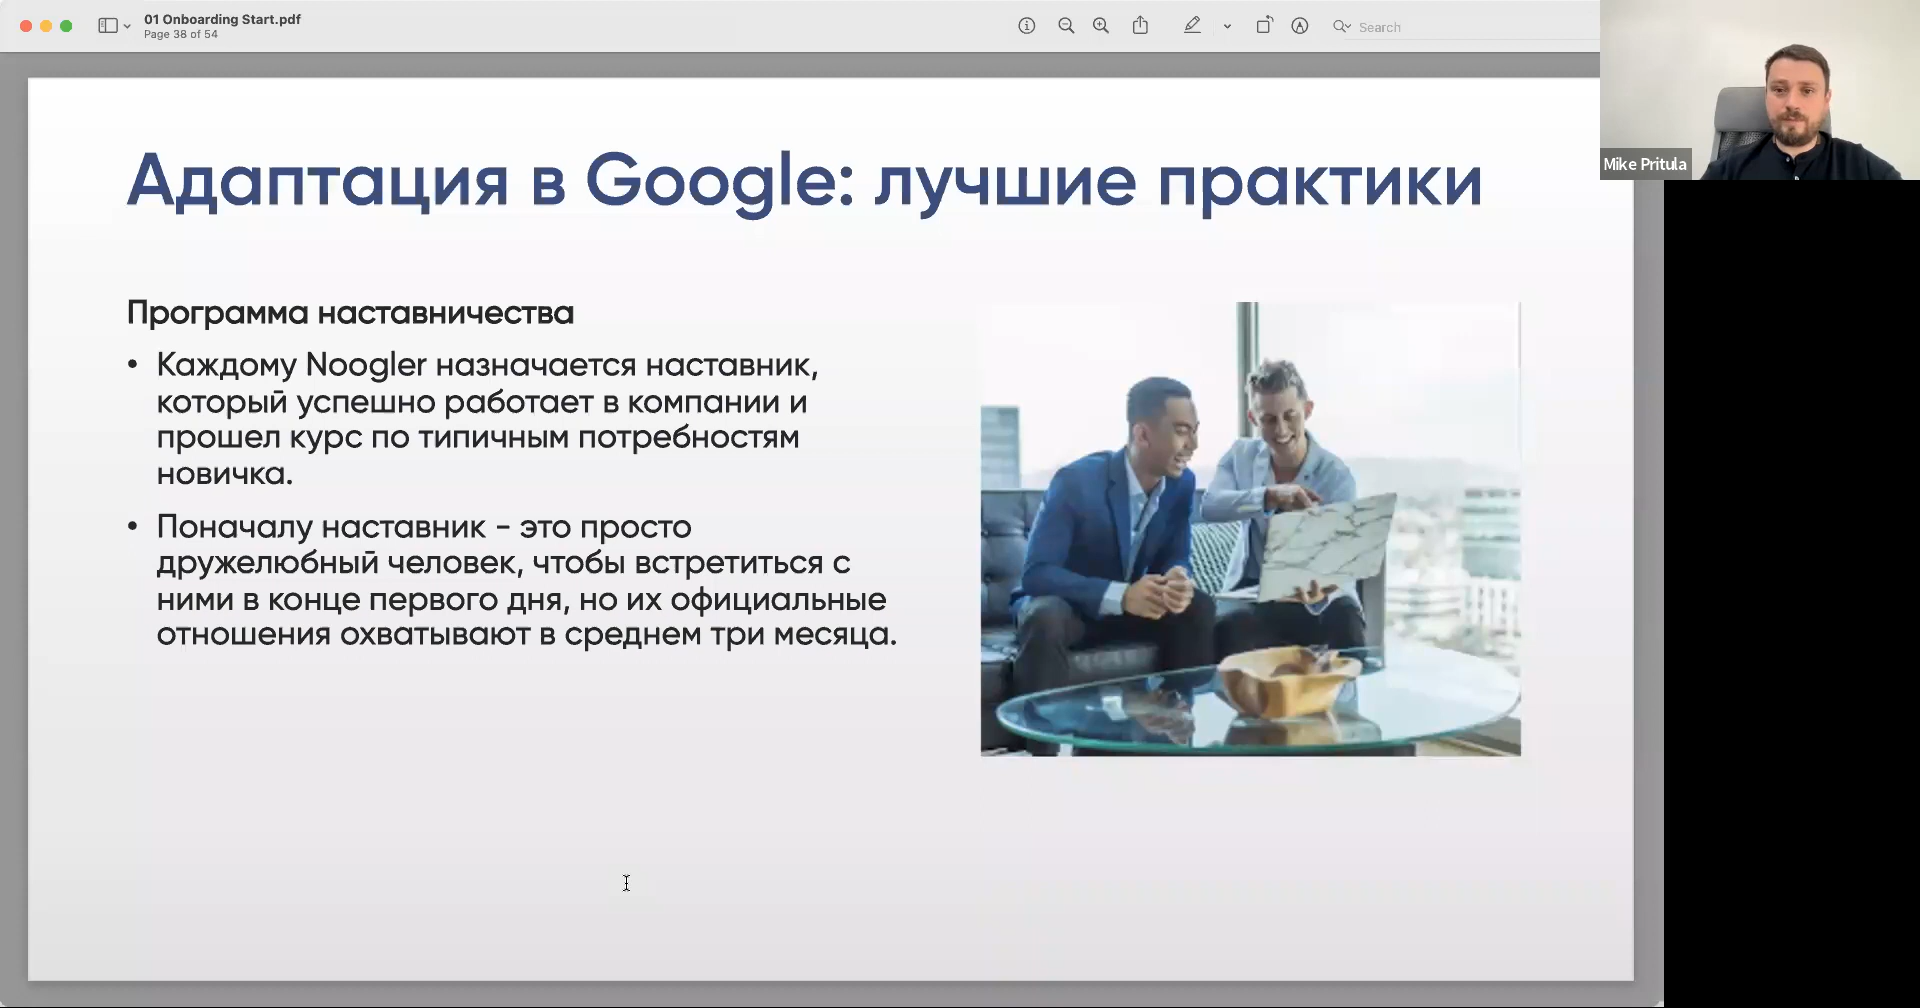 01 Onboarding Start.pdf
Page 38 of 54
Search
Mike Pritula
Адаптация в Google: лучшие практики
Программа наставничества
• Каждому Noogler назначается наставник,
который успешно работает в компании и
прошел курс по типичным потребностям
новичка.
• Поначалу наставник - это просто
дружелюбный человек, чтобы встретиться с
ними в конце первого дня, но их официальные
отношения охватывают в среднем три месяца.